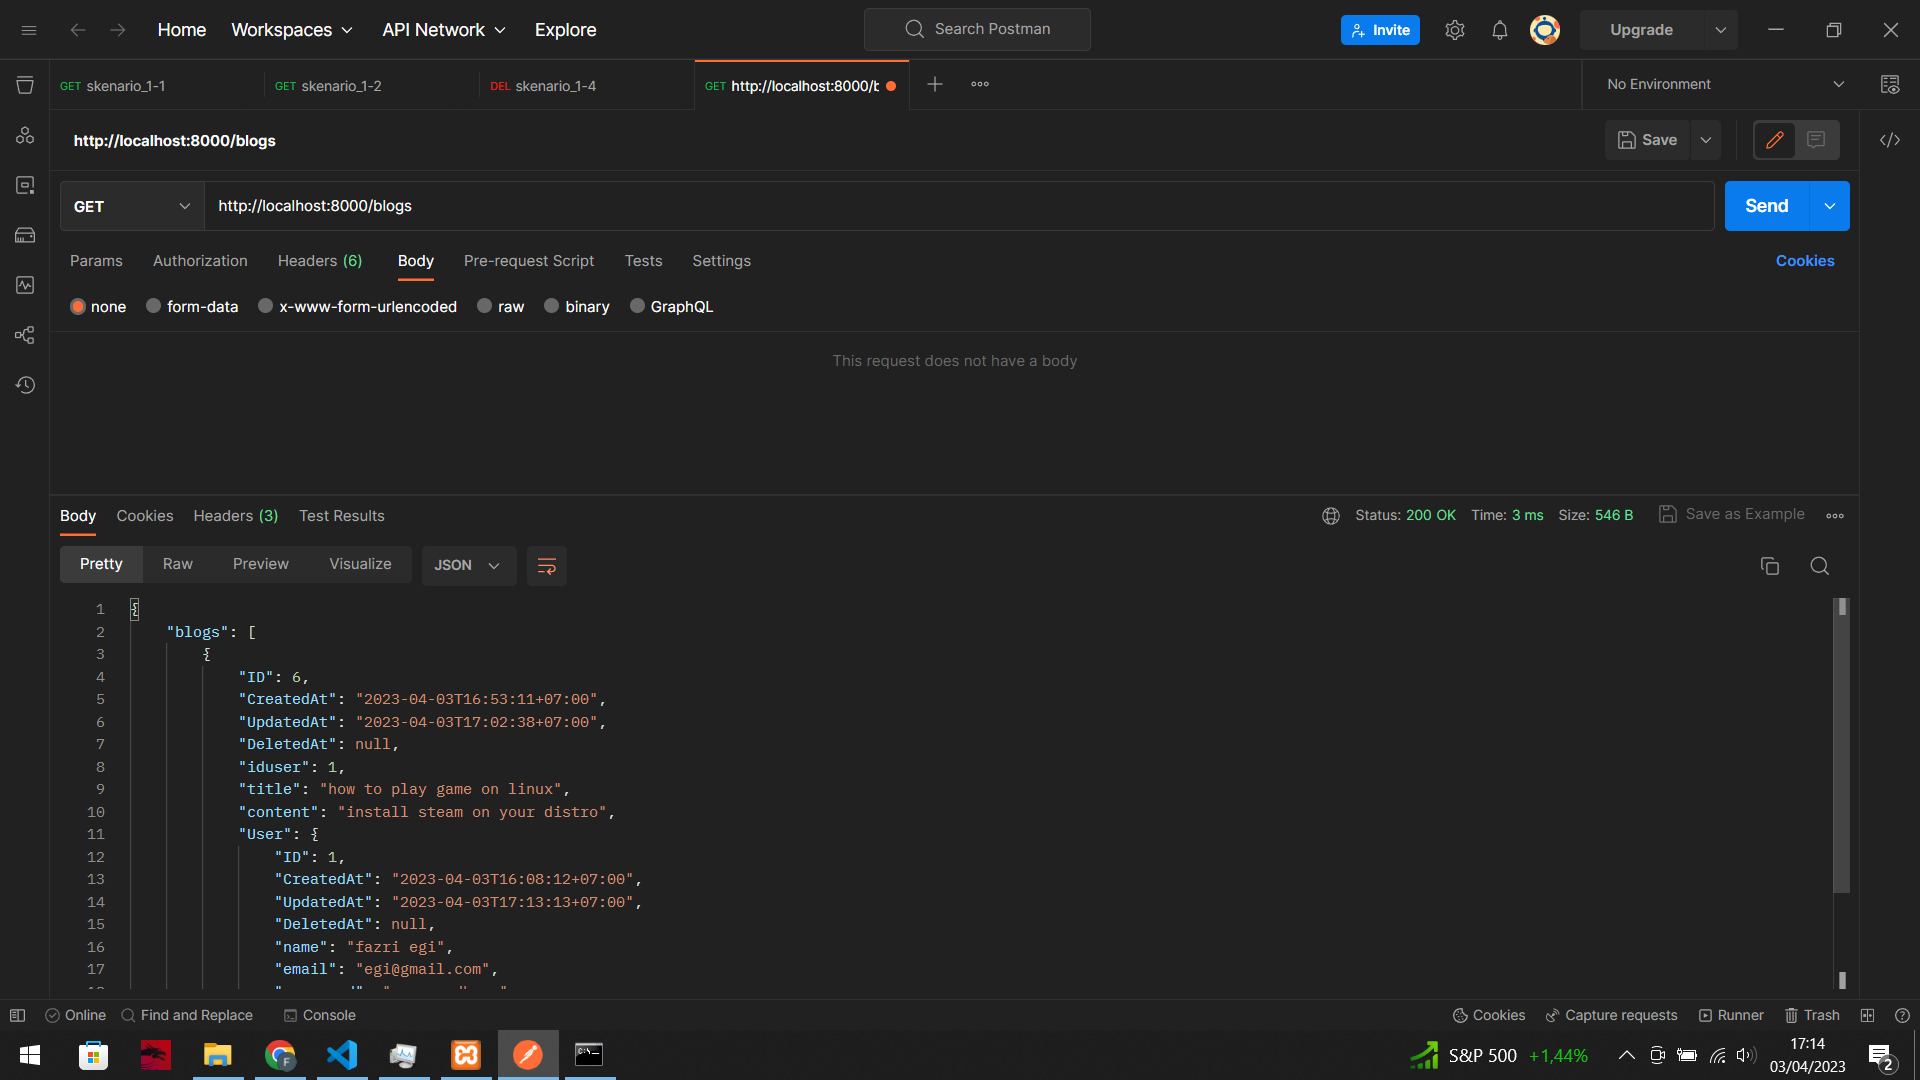 Home Workspaces API Network Explore Search Postman Invite Upgrade
GET skenario_1-1 GET skenario_1-2 DEL skenario_1-4 GET http://localhost:8000/b No Environment
http://localhost:8000/blogs Save
GET http://localhost:8000/blogs Send
Params Authorization Headers (6) Body Pre-request Script Tests Settings Cookies
none form-data x-www-form-urlencoded raw binary GraphQL
This request does not have a body
Body Cookies Headers (3) Test Results Status: 200 OK Time: 3 ms Size: 546 B Save as Example
Pretty Raw Preview Visualize JSON
1 {
2 "blogs": [
3 {
4 "ID": 6,
5 "CreatedAt": "2023-04-03T16:53:11+07:00",
6 "UpdatedAt": "2023-04-03T17:02:38+07:00",
7 "DeletedAt": null,
8 "iduser": 1,
9 "title": "how to play game on linux",
10 "content": "install steam on your distro",
11 "User": {
12 "ID": 1,
13 "CreatedAt": "2023-04-03T16:08:12+07:00",
14 "UpdatedAt": "2023-04-03T17:13:13+07:00",
15 "DeletedAt": null,
16 "name": "fazri egi",
17 "email": "egi@gmail.com",
Online Find and Replace Console Cookies Capture requests Runner Trash
S&P 500 +1,44% 17:14
03/04/2023 2